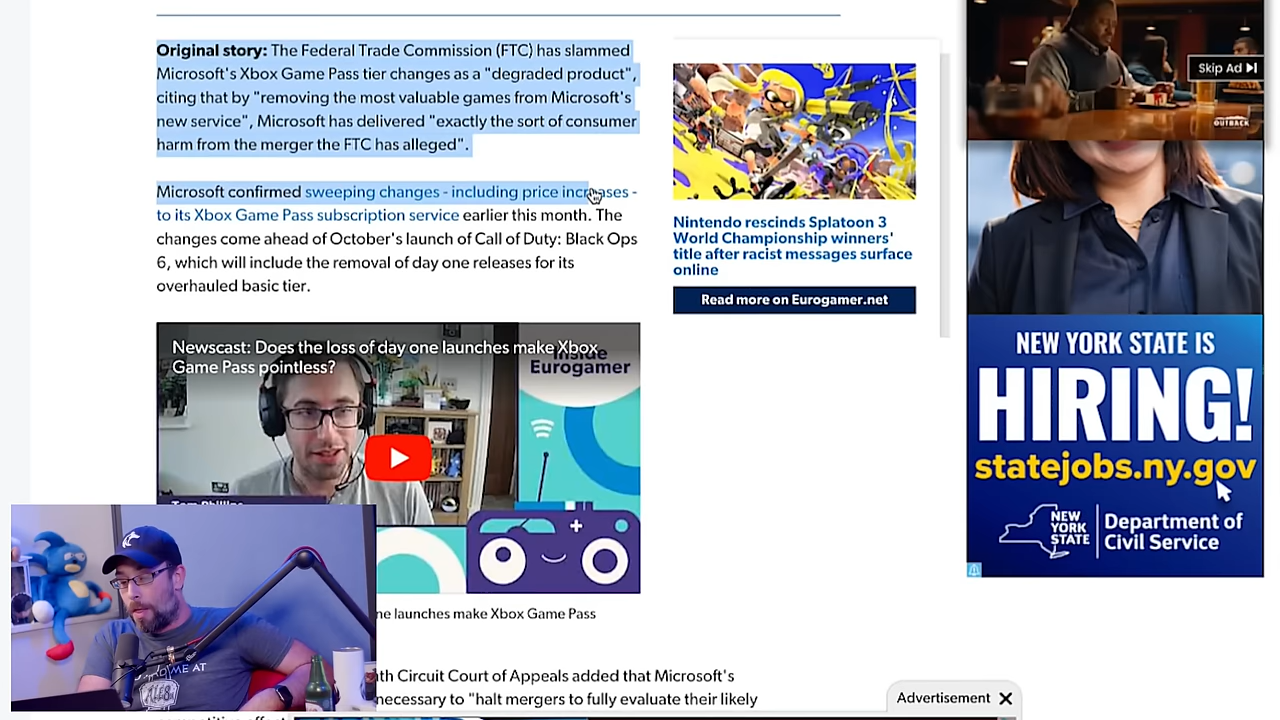 Original story: The Federal Trade Commission (FTC) has slammed
Microsoft's Xbox Game Pass tier changes as a "degraded product",
citing that by "removing the most valuable games from Microsoft's
new service", Microsoft has delivered "exactly the sort of consumer
harm from the merger the FTC has alleged".
Microsoft confirmed sweeping changes - including price increases -
to its Xbox Game Pass subscription service earlier this month. The
changes come ahead of October's launch of Call of Duty: Black Ops
6, which will include the removal of day one releases for its
overhauled basic tier.
Newscast: Does the loss of day one launches make Xbox
Game Pass pointless?
Inside
Eurogamer
Tom Phillips
ne launches make Xbox Game Pass
th Circuit Court of Appeals added that Microsoft's
necessary to "halt mergers to fully evaluate their likely
competitive effect
Nintendo rescinds Splatoon 3
World Championship winners'
title after racist messages surface
online
Read more on Eurogamer.net
Skip Ad
OUTBACK
NEW YORK STATE IS
HIRING!
statejobs.ny.gov
NEW
YORK
STATE
Department of
Civil Service
Advertisement